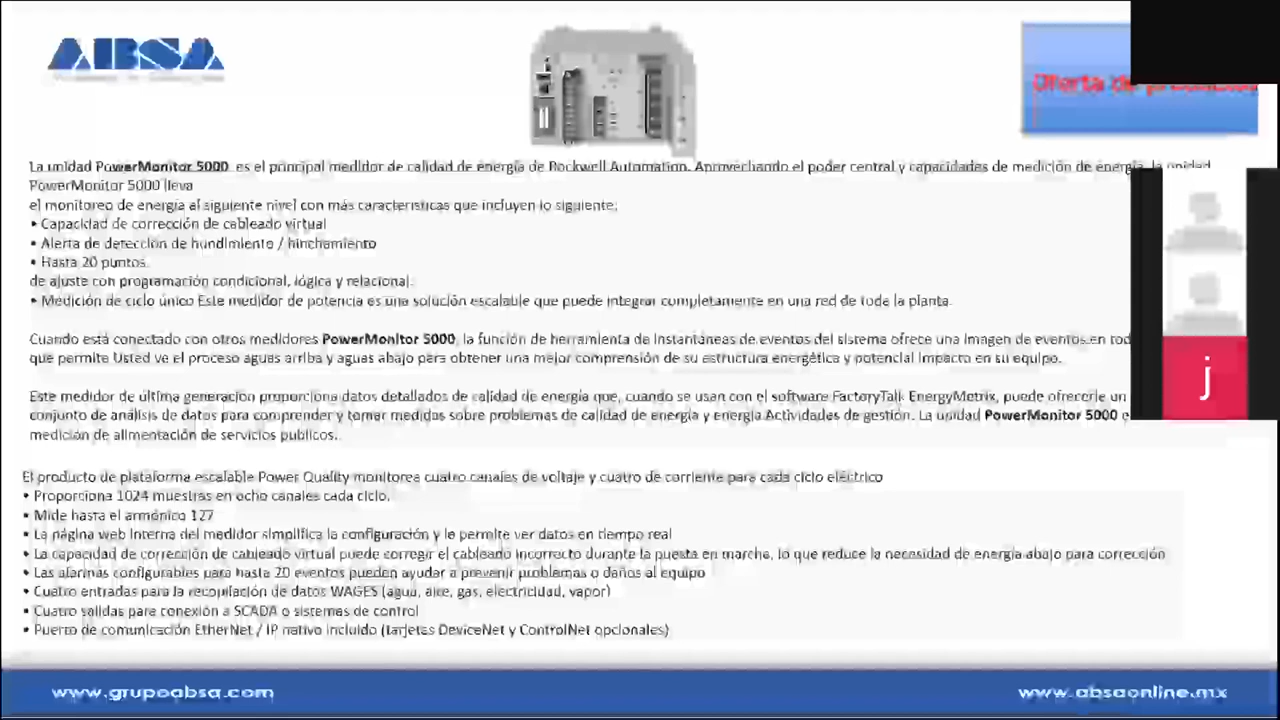 ABSA
Oferta de
La unidad PowerMonitor 5000 es el principal medidor de calidad de energía de Rockwell Automation. Aprovechando el poder central y capacidades de medición de energía, la unidad
PowerMonitor 5000 lleva
el monitoreo de energía al siguiente nivel con más características que incluyen lo siguiente:
• Capacidad de corrección de cableado virtual
• Alerta de detección de hundimiento / hinchamiento
• Hasta 20 puntos
de ajuste con programación condicional, lógica y relacional.
• Medición de ciclo único Este medidor de potencia es una solución escalable que puede integrar completamente en una red de toda la planta.
Cuando está conectado con otros medidores PowerMonitor 5000, la función de herramienta de instantáneas de eventos del sistema ofrece una imagen de eventos en tod
que permite Usted ve el proceso aguas arriba y aguas abajo para obtener una mejor comprensión de su estructura energética y potencial impacto en su equipo.
Este medidor de última generación proporciona datos detallados de calidad de energía que, cuando se usan con el software FactoryTalk EnergyMetrix, puede ofrecerle un
conjunto de análisis de datos para comprender y tomar medidas sobre problemas de calidad de energía y energía Actividades de gestión. La unidad PowerMonitor 5000 e
medición de alimentación de servicios públicos.
j
El producto de plataforma escalable Power Quality monitorea cuatro canales de voltaje y cuatro de corriente para cada ciclo eléctrico
• Proporciona 1024 muestras en ocho canales cada ciclo.
• Mide hasta el armónico 127
• La página web interna del medidor simplifica la configuración y le permite ver datos en tiempo real
• La capacidad de corrección de cableado virtual puede corregir el cableado incorrecto durante la puesta en marcha, lo que reduce la necesidad de energía abajo para corrección
• Las alarmas configurables para hasta 20 eventos pueden ayudar a prevenir problemas o daños al equipo
• Cuatro entradas para la recopilación de datos WAGES (agua, aire, gas, electricidad, vapor)
• Cuatro salidas para conexión a SCADA o sistemas de control
• Puerto de comunicación EtherNet / IP nativo incluido (tarjetas DeviceNet y ControlNet opcionales)
www.grupoabsa.com
www.absaonline.mx